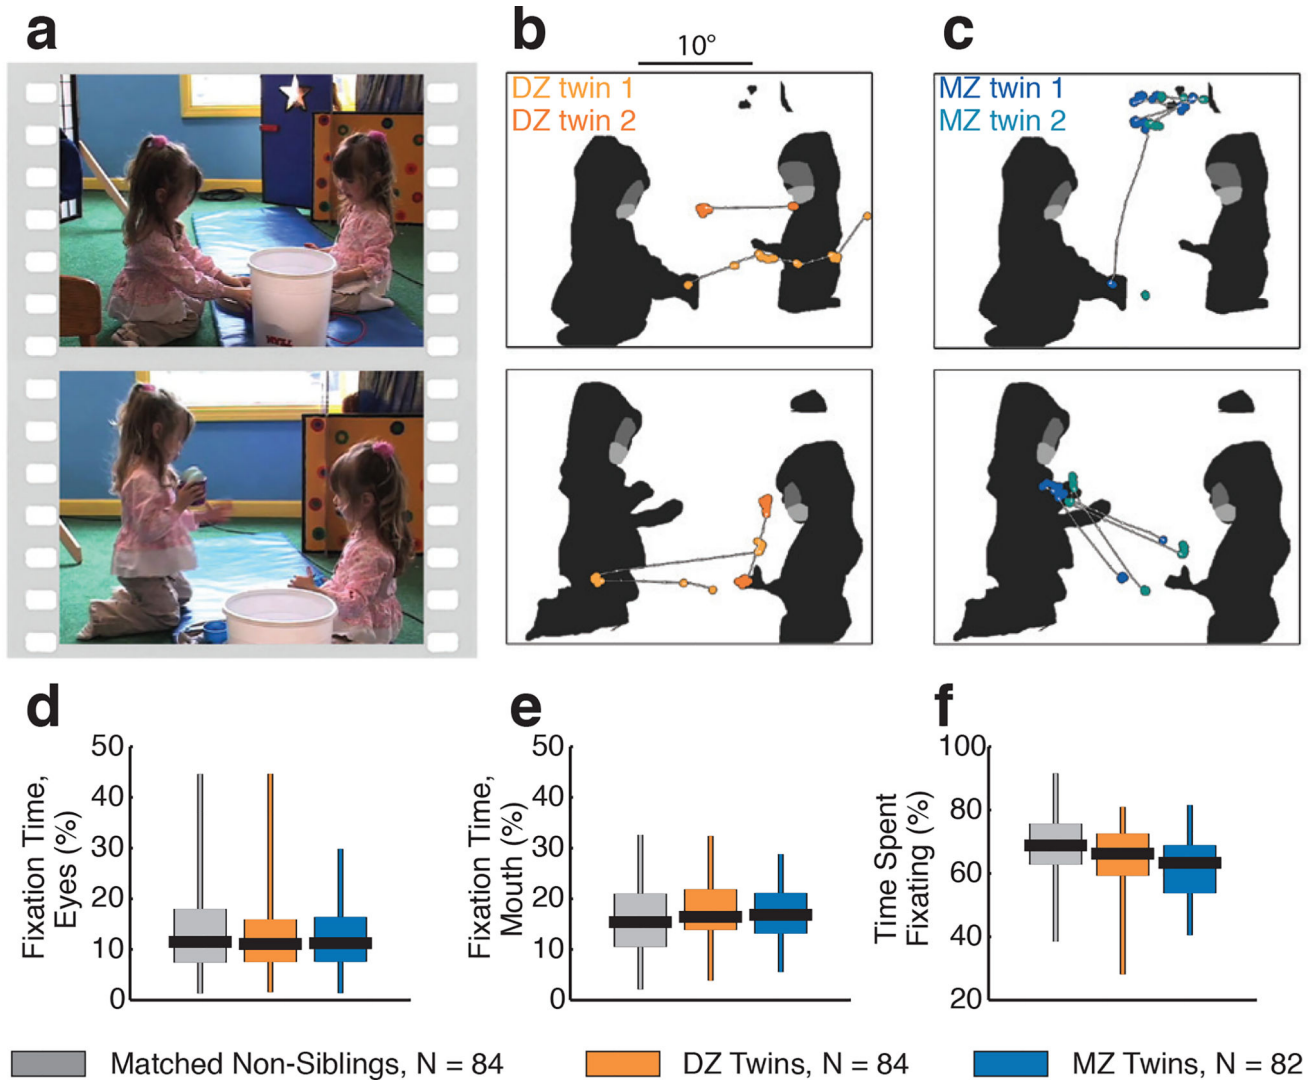 a
b
c
10°
DZ twin 1
DZ twin 2
MZ twin 1
MZ twin 2
d
e
f
Fixation Time,
Eyes (%)
50
40
30
20
10
0
Fixation Time,
Mouth (%)
50
40
30
20
10
0
Time Spent
Fixating (%)
100
80
60
40
20
Matched Non-Siblings, N = 84
DZ Twins, N = 84
MZ Twins, N = 82